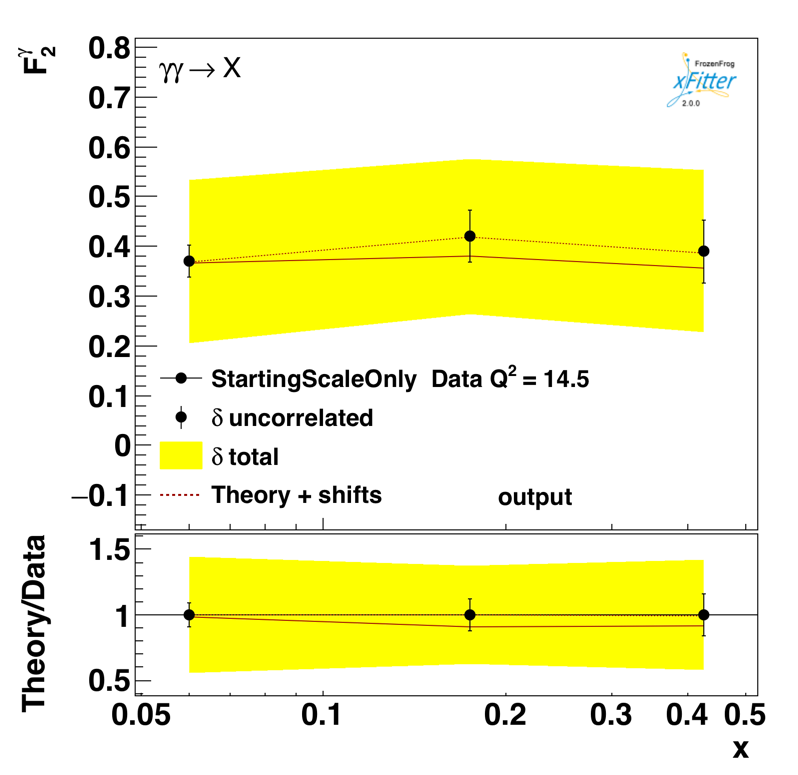 F₂^γ
0.8
γγ → X
FrozenFrog
xFitter
2.0.0
0.7
0.6
0.5
0.4
0.3
0.2
StartingScaleOnly Data Q² = 14.5
0.1
δ uncorrelated
0
δ total
−0.1
Theory + shifts
output
Theory/Data
1.5
1
0.5
0.05 0.1 0.2 0.3 0.4 0.5
x